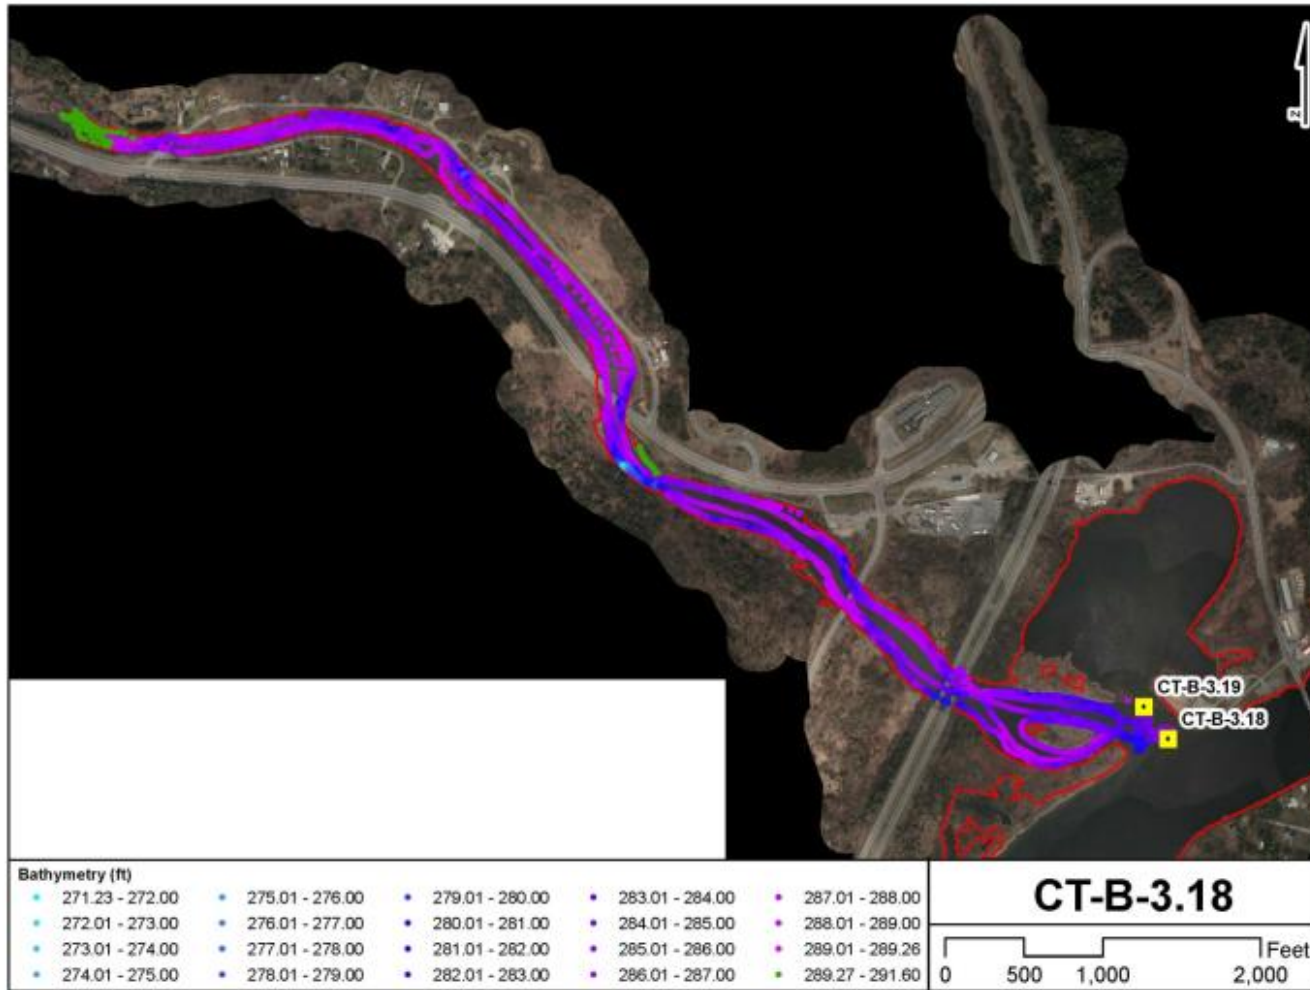 N
CT-B-3.19
CT-B-3.18
Bathymetry (ft)
271.23 - 272.00 275.01 - 276.00 279.01 - 280.00 283.01 - 284.00 287.01 - 288.00
272.01 - 273.00 276.01 - 277.00 280.01 - 281.00 284.01 - 285.00 288.01 - 289.00
273.01 - 274.00 277.01 - 278.00 281.01 - 282.00 285.01 - 286.00 289.01 - 289.26
274.01 - 275.00 278.01 - 279.00 282.01 - 283.00 286.01 - 287.00 289.27 - 291.60
CT-B-3.18
Feet
0 500 1,000 2,000